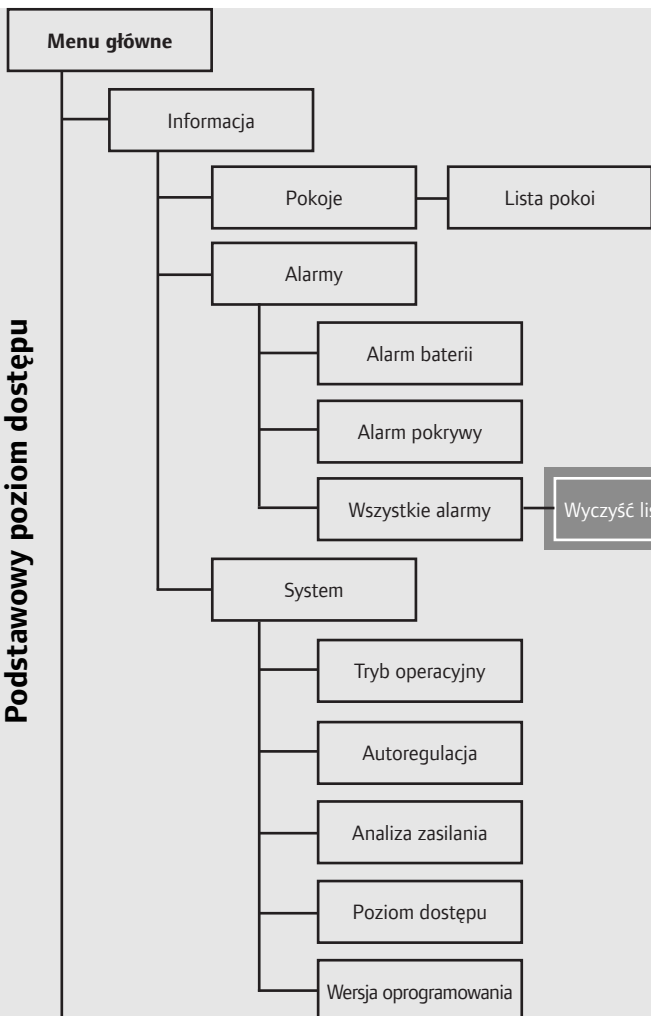 Podstawowy poziom dostępu
Menu główne
Informacja
Pokoje
Lista pokoi
Alarmy
Alarm baterii
Alarm pokrywy
Wszystkie alarmy
Wyczyść
System
Tryb operacyjny
Autoregulacja
Analiza zasilania
Poziom dostępu
Wersja oprogramowania